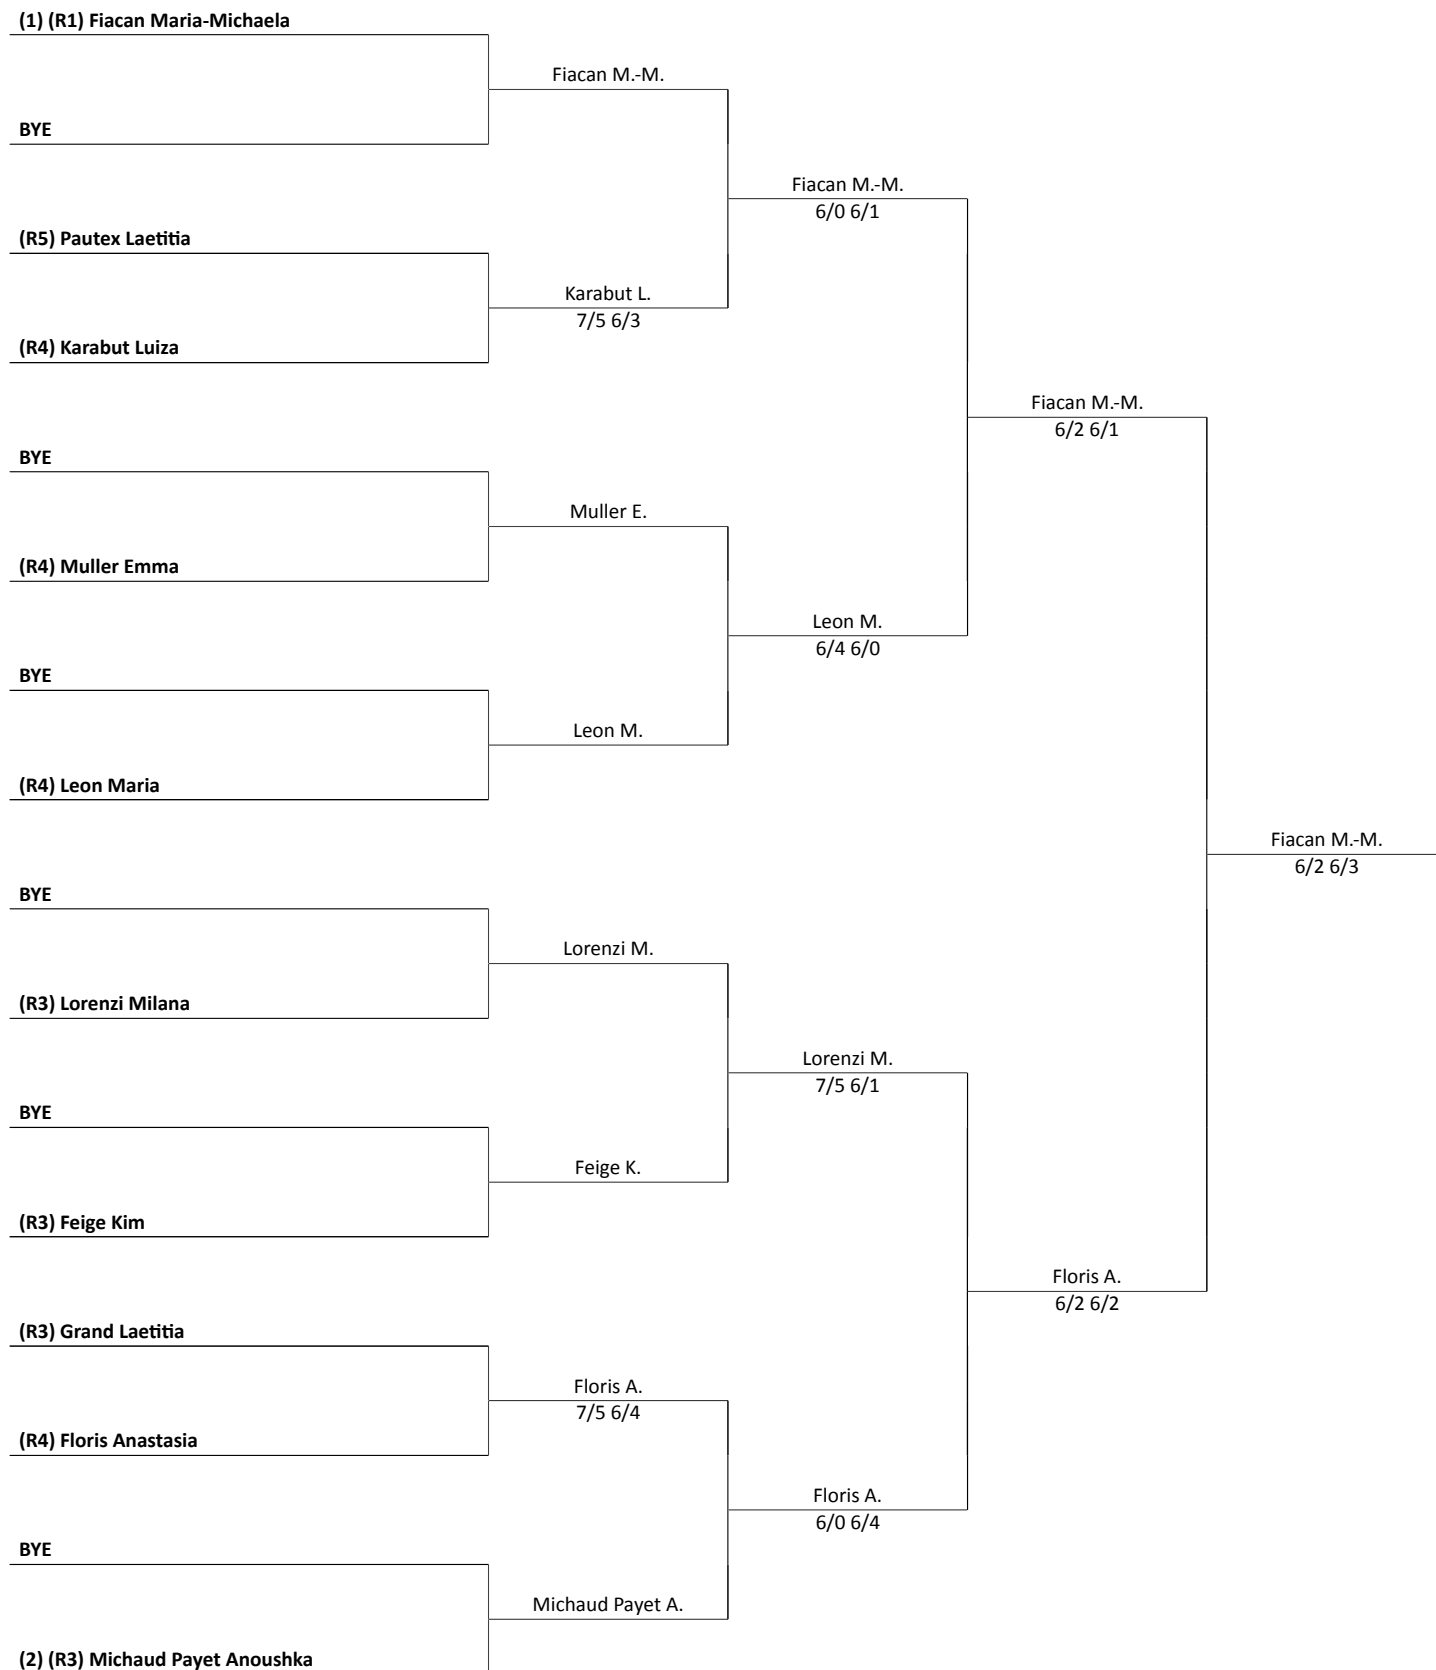 (1) (R1) Fiacan Maria-Michaela
Fiacan M.-M.
BYE
Fiacan M.-M.
6/0 6/1
(R5) Pautex Laetitia
Karabut L.
7/5 6/3
(R4) Karabut Luiza
Fiacan M.-M.
6/2 6/1
BYE
Muller E.
(R4) Muller Emma
Leon M.
6/4 6/0
BYE
Leon M.
(R4) Leon Maria
Fiacan M.-M.
6/2 6/3
BYE
Lorenzi M.
(R3) Lorenzi Milana
Lorenzi M.
7/5 6/1
BYE
Feige K.
(R3) Feige Kim
Floris A.
6/2 6/2
(R3) Grand Laetitia
Floris A.
7/5 6/4
(R4) Floris Anastasia
Floris A.
6/0 6/4
BYE
Michaud Payet A.
(2) (R3) Michaud Payet Anoushka